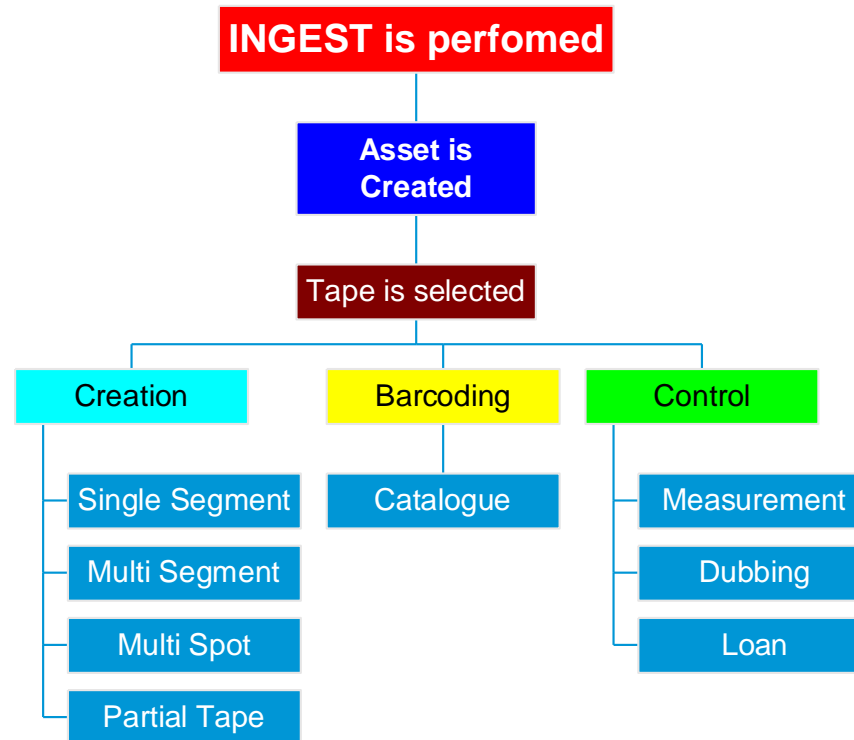 INGEST is perfomed
Asset is
Created
Tape is selected
Creation
Barcoding
Control
Single Segment
Catalogue
Measurement
Multi Segment
Dubbing
Multi Spot
Loan
Partial Tape